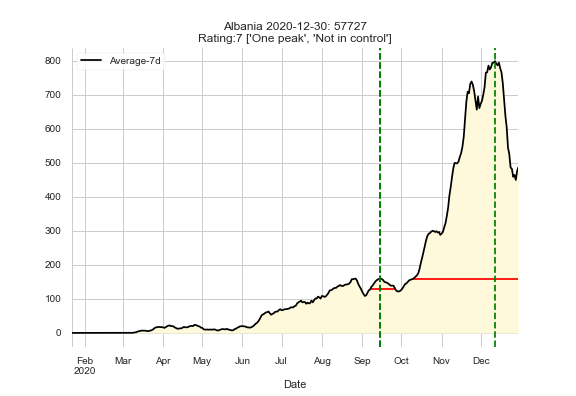 Albania 2020-12-30: 57727
Rating:7 ['One peak', 'Not in control']
Average-7d
800
700
600
500
400
300
200
100
0
Feb Mar Apr May Jun Jul Aug Sep Oct Nov Dec
2020
Date